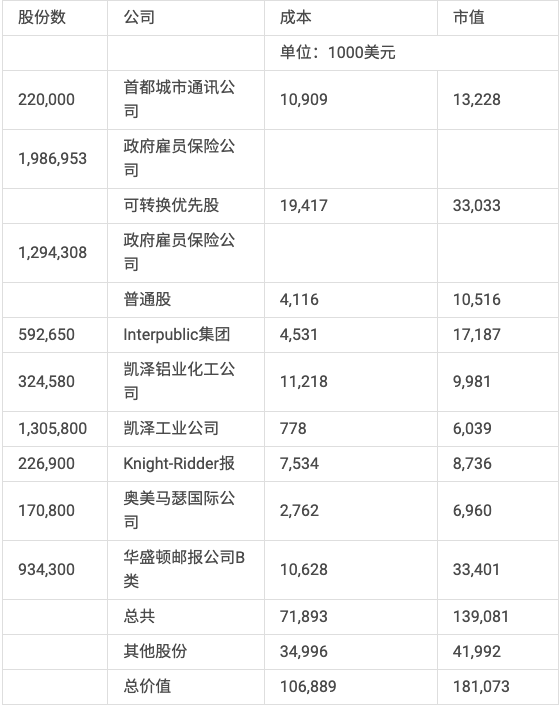 股份数 公司 成本 市值
单位：1000美元
220,000 首都城市通讯公 10,909 13,228
司
1,986,953 政府雇员保险公
司
可转换优先股 19,417 33,033
1,294,308 政府雇员保险公
司
普通股 4,116 10,516
592,650 Interpublic集团 4,531 17,187
324,580 凯泽铝业化工公 11,218 9,981
司
1,305,800 凯泽工业公司 778 6,039
226,900 Knight-Ridder报 7,534 8,736
170,800 奥美马瑟国际公 2,762 6,960
司
934,300 华盛顿邮报公司B 10,628 33,401
类
总共 71,893 139,081
其他股份 34,996 41,992
总价值 106,889 181,073